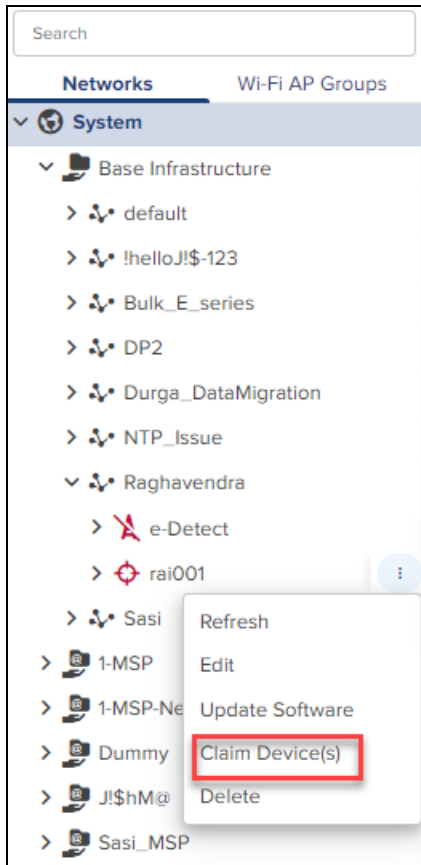 Search
Networks Wi-Fi AP Groups
System
Base Infrastructure
default
!helloJ!$-123
Bulk_E_series
DP2
Durga_DataMigration
NTP_Issue
Raghavendra
e-Detect
rai001
Sasi Refresh
1-MSP Edit
1-MSP-Ne Update Software
Dummy Claim Device(s)
J!$hM@ Delete
Sasi_MSP